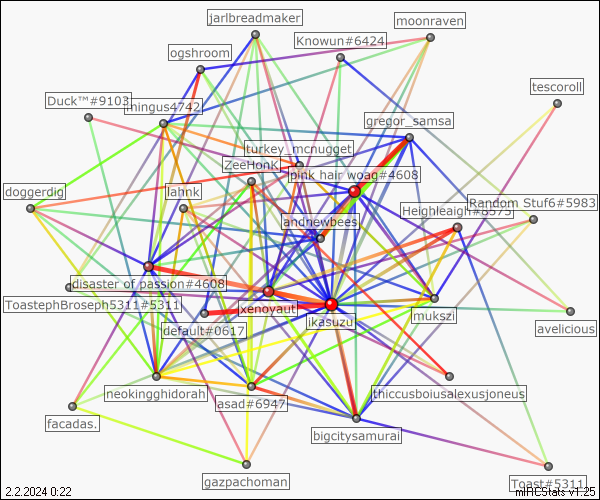 jarlbreadmaker
moonraven
Knowun#6424
ogshroom
tescoroll
Duck™#9103
mingus4742
gregor_samsa
turkey_mcnugget
ZeeHonK
pink hair woag#4608
doggerdig
lahnk
Random Stuf6#5983
Heighleigh#8575
andnewbees
disaster of passion#4608
ToastephBroseph5311#5311
xenoyaut
ikasuzu
mukszi
default#0617
avelicious
neokingghidorah
thiccusboiusalexusjoneus
asad#6947
facadas.
bigcitysamurai
gazpachoman
Toast#5311
2.2.2024 0:22
mIRCStats v1.25